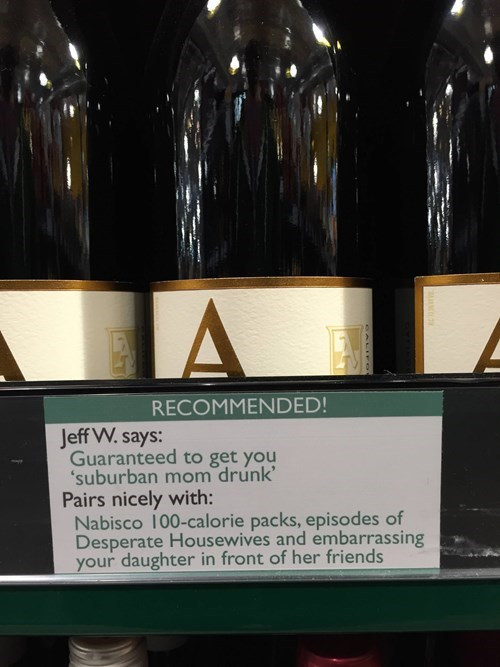 A
A
A
RECOMMENDED!
Jeff W. says:
Guaranteed to get you
'suburban mom drunk'
Pairs nicely with:
Nabisco 100-calorie packs, episodes of
Desperate Housewives and embarrassing
your daughter in front of her friends